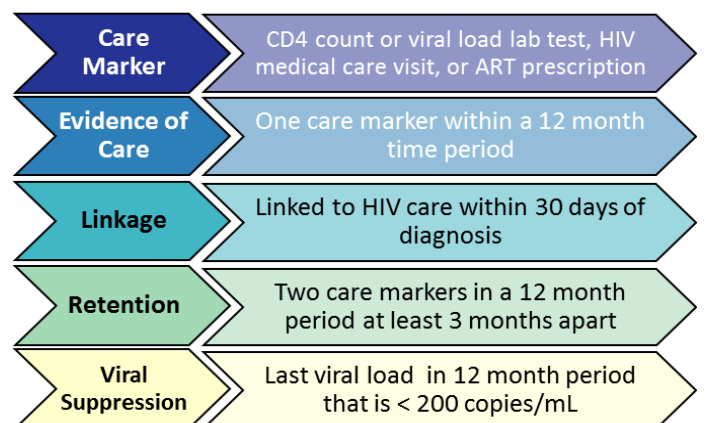 Care
Marker
CD4 count or viral load lab test, HIV
medical care visit, or ART prescription
Evidence of
Care
One care marker within a 12 month
time period
Linkage
Linked to HIV care within 30 days of
diagnosis
Retention
Two care markers in a 12 month
period at least 3 months apart
Viral
Suppression
Last viral load in 12 month period
that is < 200 copies/mL